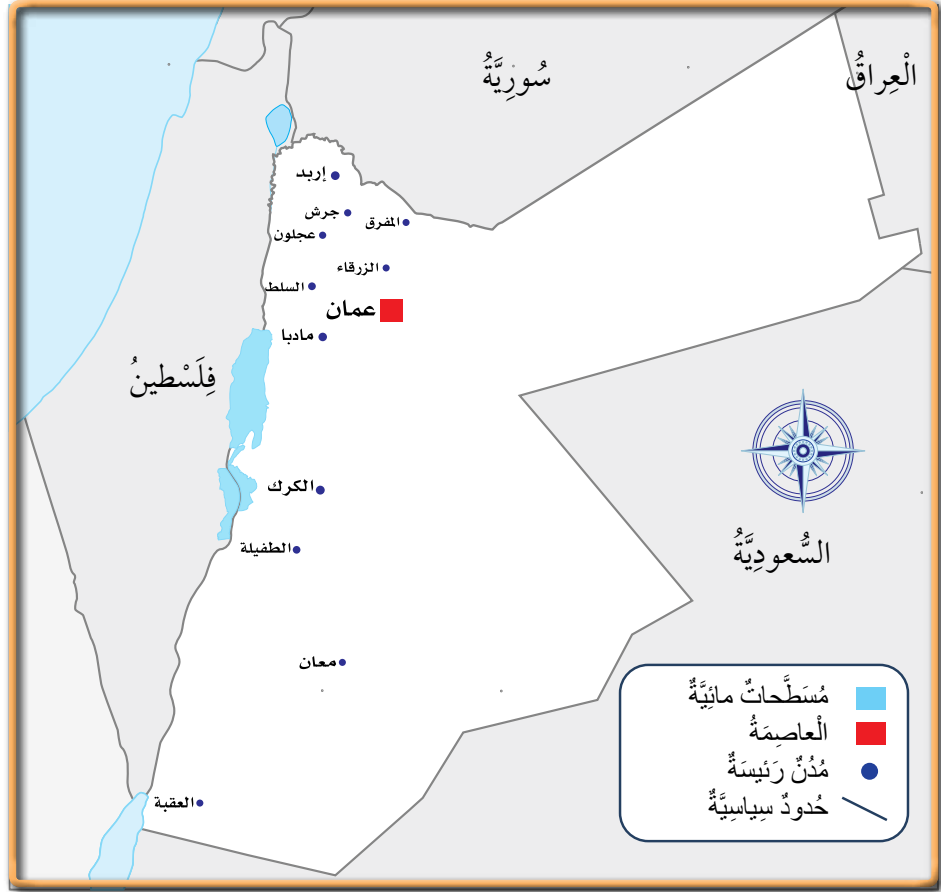 سُورِيَّةُ
الْعِراقُ
إربد
جرش
المفرق
عجلون
الزرقاء
السلط
عمان
مادبا
فِلَسْطينُ
الكرك
الطفيلة
السُّعودِيَّةُ
معان
العقبة
مُسَطَّحاتٌ مائِيَّةٌ
الْعاصِمَةُ
مُدُنٌ رَئيسَةٌ
حُدودٌ سِياسِيَّةٌ